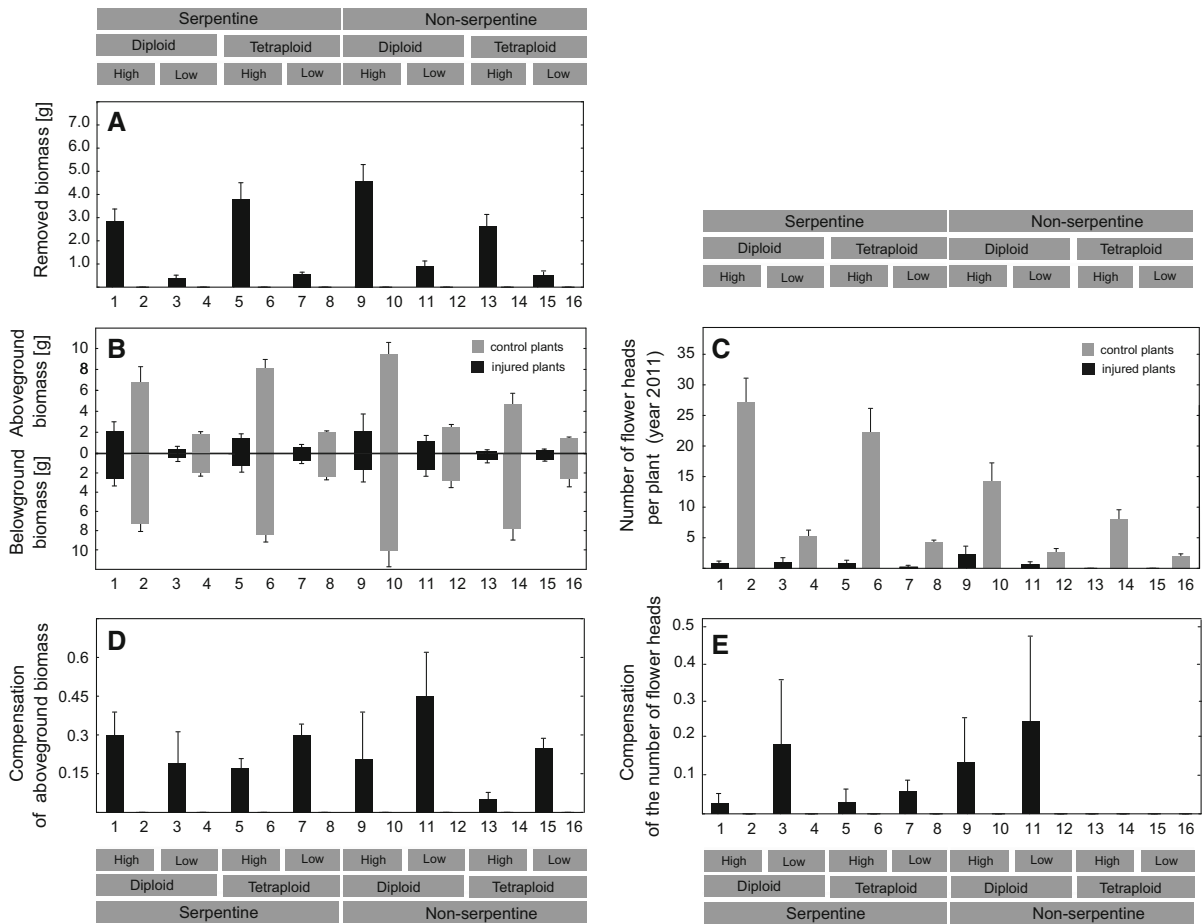 Serpentine Non-serpentine
Diploid Tetraploid Diploid Tetraploid
High Low High Low High Low High Low
A
Removed biomass [g]
7.0
6.0
5.0
4.0
3.0
2.0
1.0
1 2 3 4 5 6 7 8 9 10 11 12 13 14 15 16
B
control plants
injured plants
Aboveground
biomass [g]
Belowground
biomass [g]
10
8
6
4
2
0
2
4
6
8
10
1 2 3 4 5 6 7 8 9 10 11 12 13 14 15 16
Serpentine Non-serpentine
Diploid Tetraploid Diploid Tetraploid
High Low High Low High Low High Low
C
control plants
injured plants
Number of flower heads
per plant (year 2011)
35
30
25
20
15
10
5
1 2 3 4 5 6 7 8 9 10 11 12 13 14 15 16
D
Compensation
of aboveground biomass
0.6
0.45
0.3
0.15
1 2 3 4 5 6 7 8 9 10 11 12 13 14 15 16
High Low High Low High Low High Low
Diploid Tetraploid Diploid Tetraploid
Serpentine Non-serpentine
E
Compensation
of the number of flower heads
0.5
0.4
0.3
0.2
0.1
1 2 3 4 5 6 7 8 9 10 11 12 13 14 15 16
High Low High Low High Low High Low
Diploid Tetraploid Diploid Tetraploid
Serpentine Non-serpentine